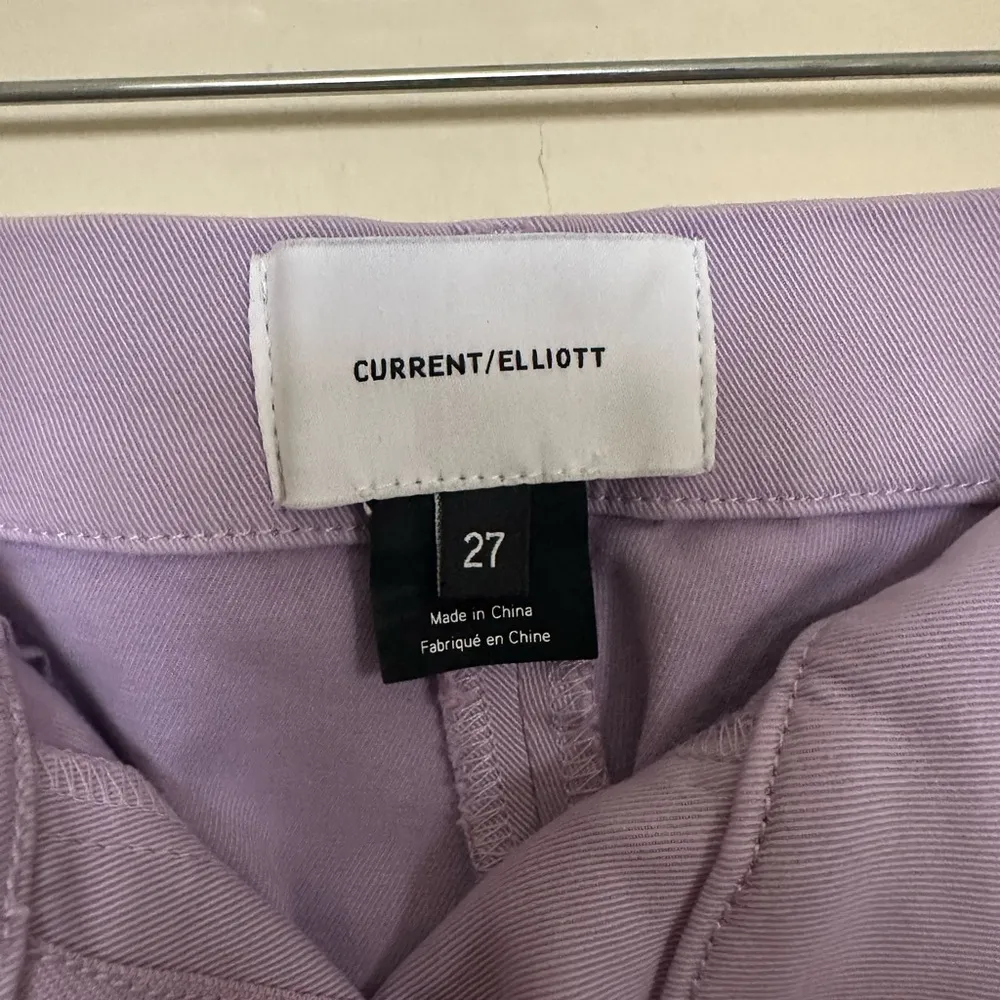 CURRENT/ELLIOTT
27
Made in China
Fabriqué en Chine